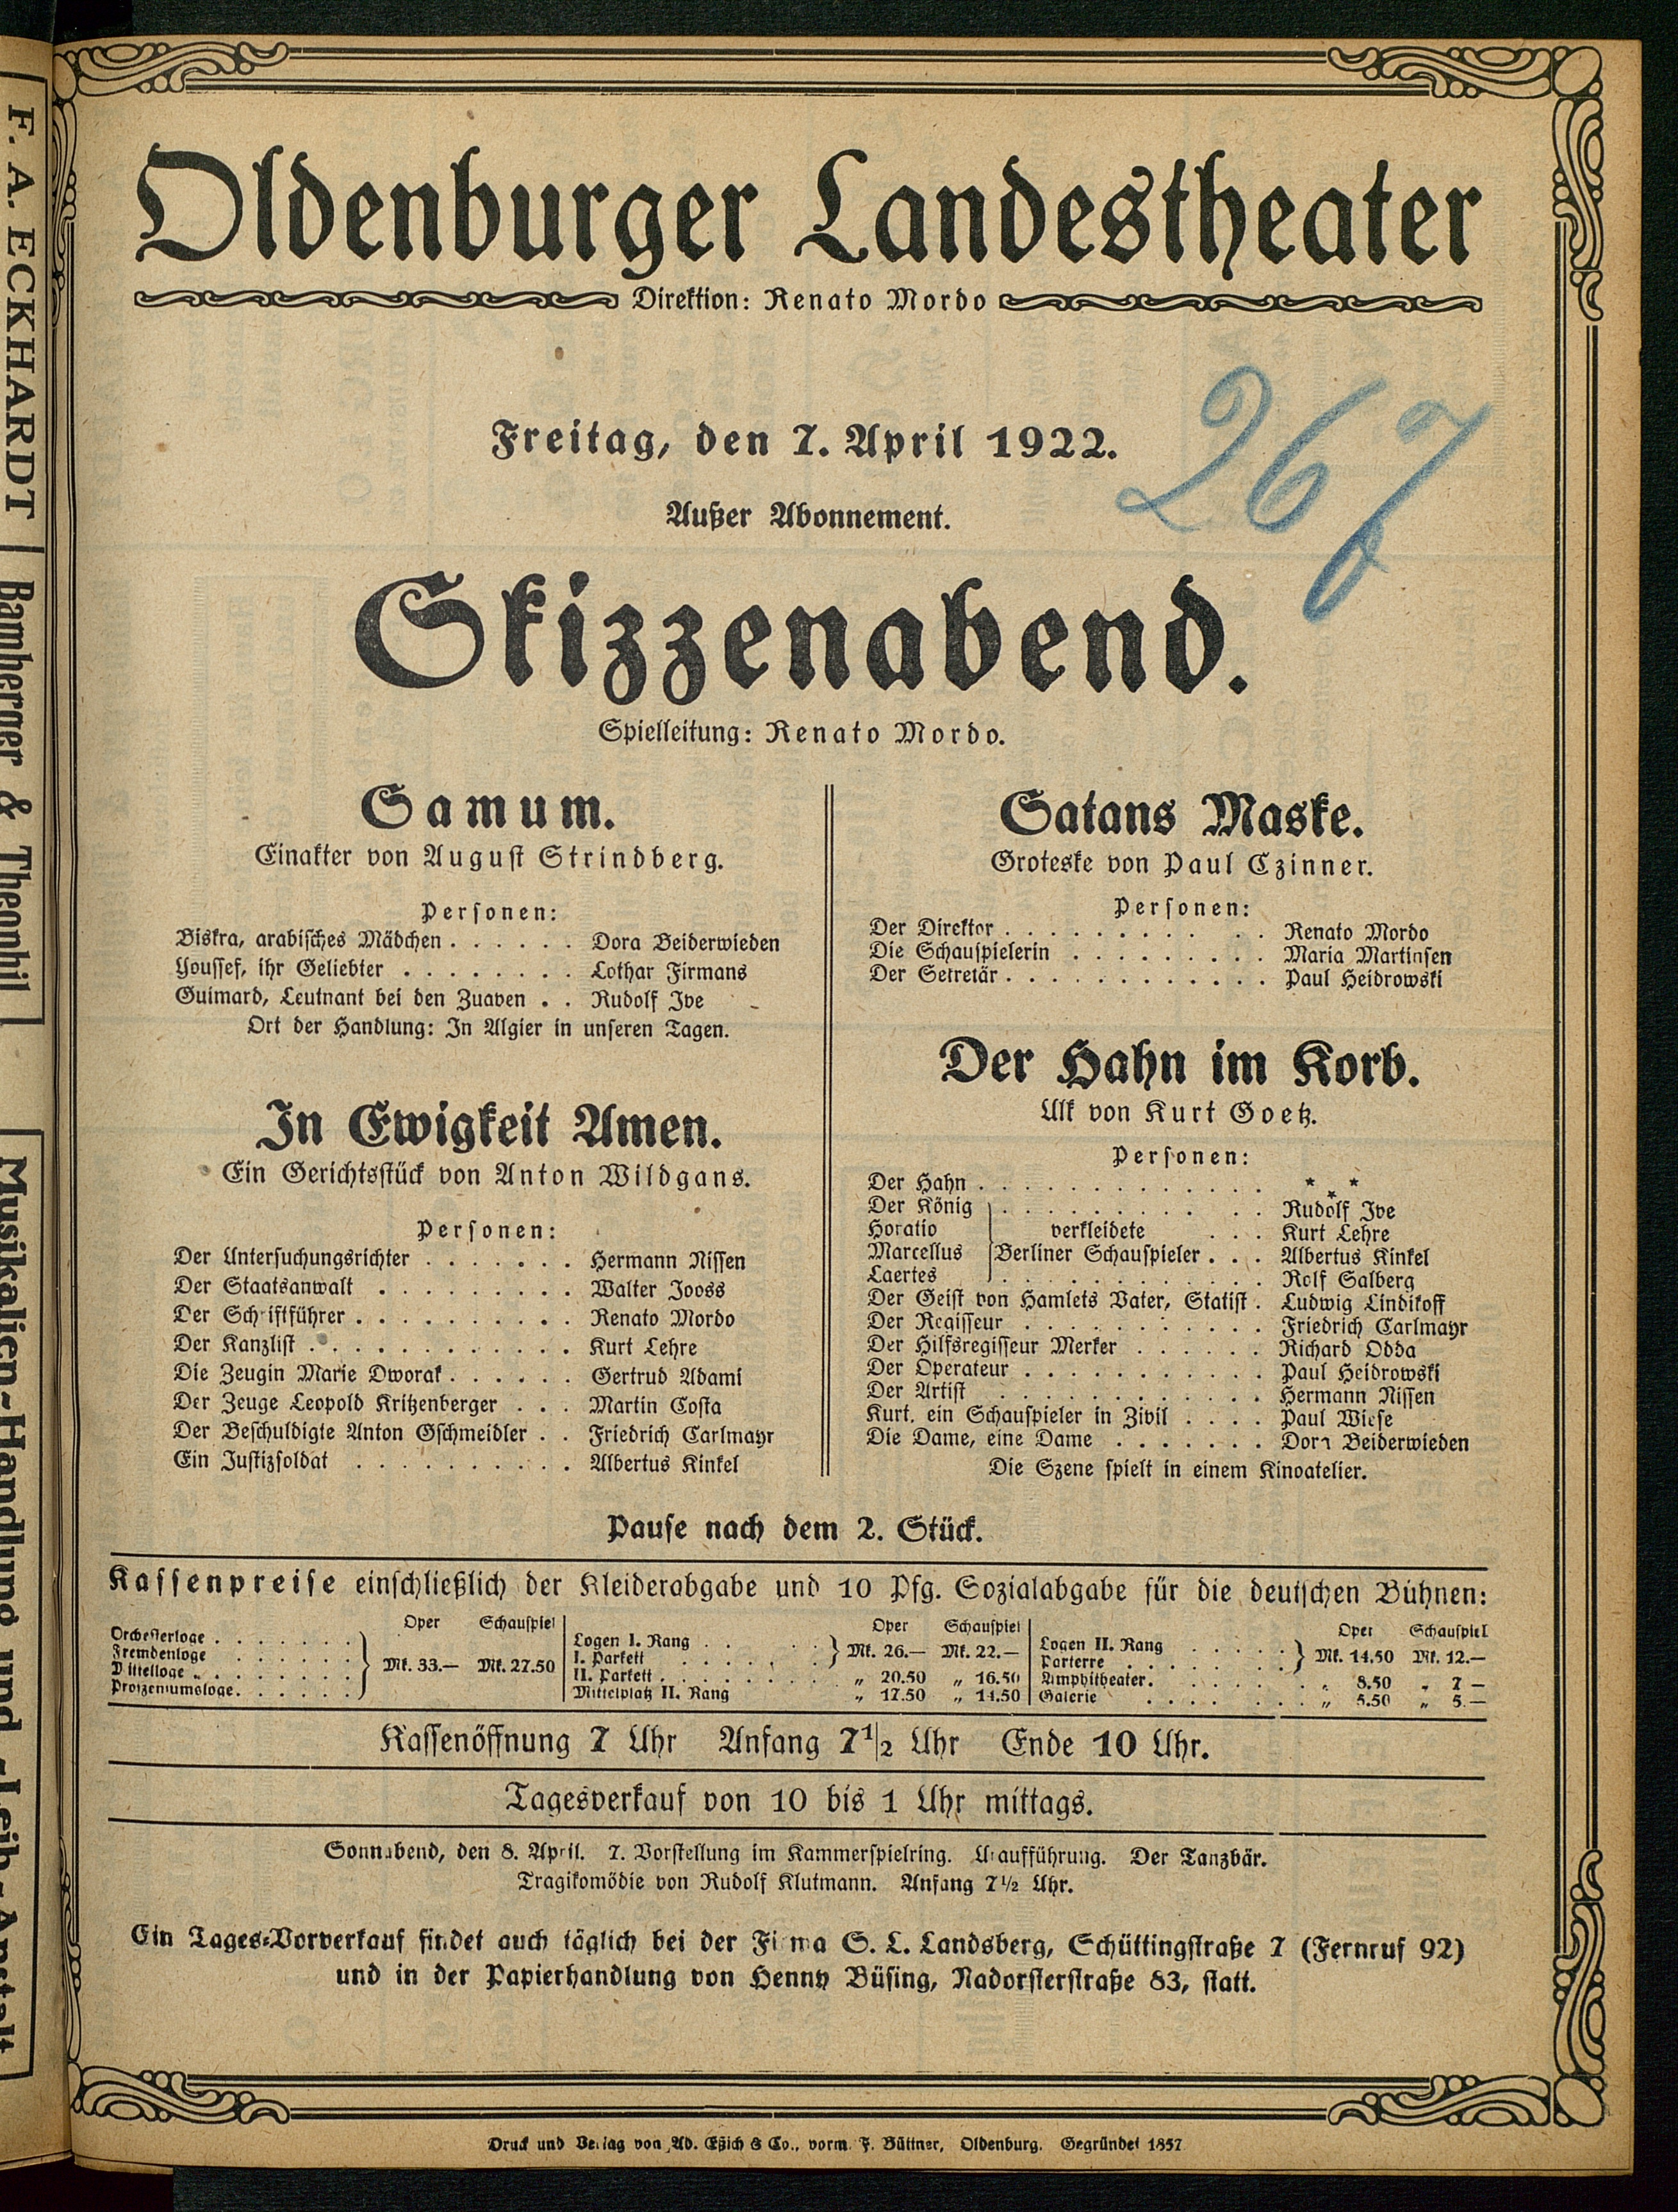 F. A. ECKHARDT
Bamberger & Theophil
Musikalien-Handlung und -Leih-Anstalt
Oldenburger Landestheater
Direktion: Renato Mordo
267
Freitag, den 7. April 1922.
Außer Abonnement.
Skizzenabend.
Spielleitung: Renato Mordo.
Samum.
Einakter von August Strindberg.
Personen:
Biskra, arabisches Mädchen . . . . . . Dora Beiderwieden
Youssef, ihr Geliebter . . . . . . . . Lothar Firmans
Guimard, Leutnant bei den Zuaven . . Rudolf Ive
Ort der Handlung: In Algier in unseren Tagen.
In Ewigkeit Amen.
Ein Gerichtsstück von Anton Wildgans.
Personen:
Der Untersuchungsrichter . . . . . . . Hermann Nissen
Der Staatsanwalt . . . . . . . . . Walter Jooss
Der Schriftführer . . . . . . . . . . Renato Mordo
Der Kanzlist . . . . . . . . . . . . Kurt Lehre
Die Zeugin Marie Dworak . . . . . . Gertrud Adami
Der Zeuge Leopold Kritzenberger . . . Martin Costa
Der Beschuldigte Anton Gschmeidler . . Friedrich Carlmayr
Ein Justizsoldat . . . . . . . . . . Albertus Kinkel
Satans Maske.
Groteske von Paul Czinner.
Personen:
Der Direktor . . . . . . . . . . . Renato Mordo
Die Schauspielerin . . . . . . . . . Maria Martinsen
Der Sekretär . . . . . . . . . . . . Paul Heidrowski
Der Hahn im Korb.
Ulk von Kurt Goetz.
Personen:
Der Hahn . . . . . . . . . . . . . * * *
Der König . . . . . . . . . . . Rudolf Ive
Horatio verkleidete . . . Kurt Lehre
Marcellus Berliner Schauspieler . . . Albertus Kinkel
Laertes . . . . . . . . . . . . Rolf Salberg
Der Geist von Hamlets Vater, Statist . Ludwig Lindikoff
Der Regisseur . . . . . . . . . . . Friedrich Carlmayr
Der Hilfsregisseur Merker . . . . . . Richard Odda
Der Operateur . . . . . . . . . . . Paul Heidrowski
Der Artist . . . . . . . . . . . . Hermann Nissen
Kurt, ein Schauspieler in Zivil . . . . Paul Wiese
Die Dame, eine Dame . . . . . . . Dora Beiderwieden
Die Szene spielt in einem Kinoatelier.
Pause nach dem 2. Stück.
Kassenpreise einschließlich der Kleiderabgabe und 10 Pfg. Sozialabgabe für die deutschen Bühnen:
Oper Schauspiel
Orchesterloge . . . . . . .
Fremdenloge . . . . . .
Mittelloge . . . . . . . .
Proszeniumsloge . . . . . .
Mk. 33.— Mk. 27.50
Oper Schauspiel
Logen I. Rang . . . .
I. Parkett . . . . . .
Mk. 26.— Mk. 22.—
II. Parkett . . . . . . . . „ 20.50 „ 16.50
Mittelplatz II. Rang „ 17.50 „ 14.50
Oper Schauspiel
Logen II. Rang . . . . .
Parterre . . . . . . .
Mk. 14.50 Mk. 12.—
Amphitheater . . . . . . . „ 8.50 „ 7 —
Galerie . . . . . . . . „ 5.50 „ 5.—
Kassenöffnung 7 Uhr Anfang 7 1/2 Uhr Ende 10 Uhr.
Tagesverkauf von 10 bis 1 Uhr mittags.
Sonnabend, den 8. April. 7. Vorstellung im Kammerspielring. Uraufführung. Der Tanzbär.
Tragikomödie von Rudolf Klutmann. Anfang 7 1/2 Uhr.
Ein Tages-Vorverkauf findet auch täglich bei der Firma S. L. Landsberg, Schüttingstraße 7 (Fernruf 92)
und in der Papierhandlung von Henny Büsing, Nadorsterstraße 83, statt.
Druck und Verlag von Ad. Eßich & Co., vorm. F. Büttner, Oldenburg. Gegründet 1857